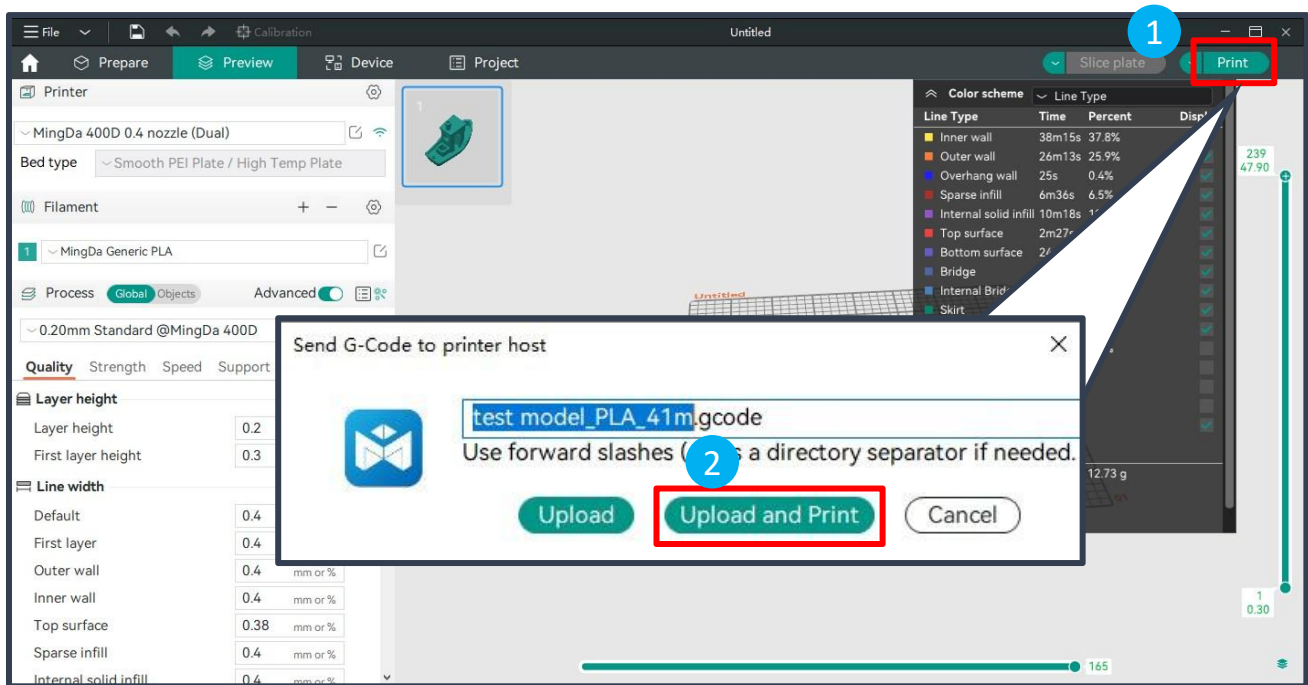 File
Calibration
Untitled
1
Prepare
Preview
Device
Project
Slice plate
Print
Printer
MingDa 400D 0.4 nozzle (Dual)
Bed type
Smooth PEI Plate / High Temp Plate
Filament
1 MingDa Generic PLA
Process Global Objects Advanced
0.20mm Standard @MingDa 400D
Quality Strength Speed Support
Layer height
Layer height 0.2
First layer height 0.3
Line width
Default 0.4
First layer 0.4
Outer wall 0.4 mm or %
Inner wall 0.4 mm or %
Top surface 0.38 mm or %
Sparse infill 0.4 mm or %
Internal solid infill 0.4 mm or %
1
Untitled
Color scheme Line Type
Line Type Time Percent
Inner wall 38m15s 37.8%
Outer wall 26m13s 25.9%
Overhang wall 25s 0.4%
Sparse infill 6m36s 6.5%
Internal solid infill 10m18s
Top surface
Bottom surface
Bridge
Internal
Skirt
12.73 g
239
47.90
1
0.30
165
Send G-Code to printer host
test model_PLA_41m.gcode
Use forward slashes ( a directory separator if needed.
2
Upload
Upload and Print
Cancel